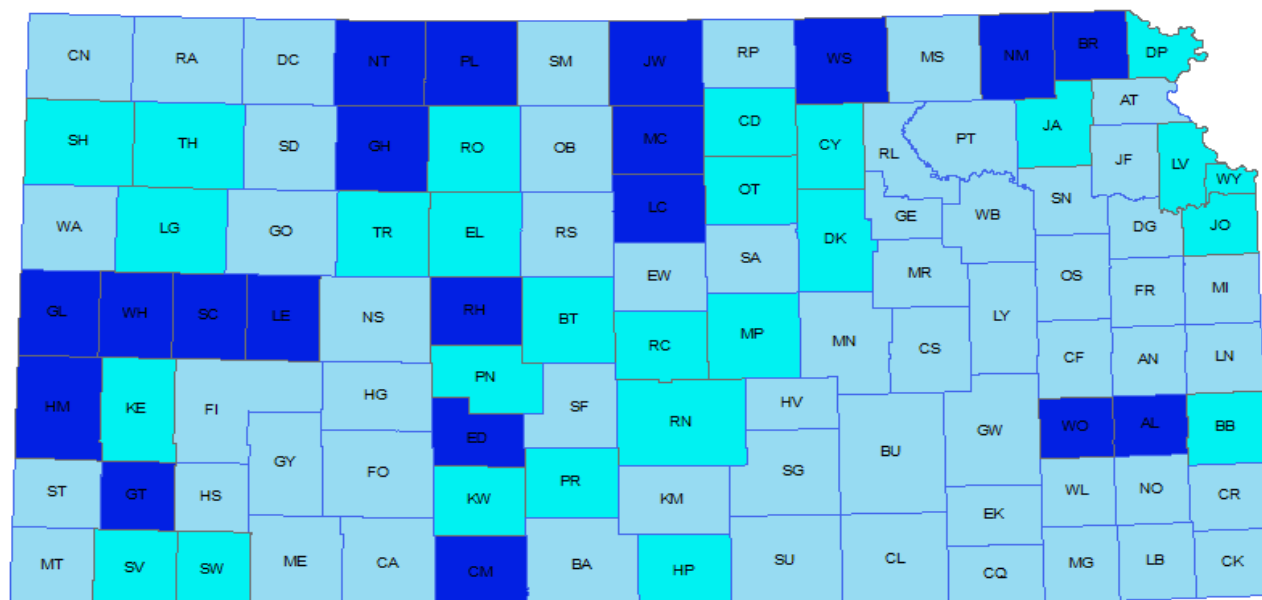 CN RA DC NT PL SM JW RP WS MS NM BR DP
SH TH SD GH RO OB MC CD CY RL PT JA AT
JF LV WY
WA LG GO TR EL RS LC OT DK GE WB SN DG JO
EW SA MR
GL WH SC LE NS RH BT RC MP MN CS LY OS FR MI
HM KE FI HG PN SF RN HV CF AN LN
ED BU GW WO AL BB
ST GT HS GY FO KW PR KM SG EK WL NO CR
MT SV SW ME CA CM BA HP SU CL CQ MG LB CK